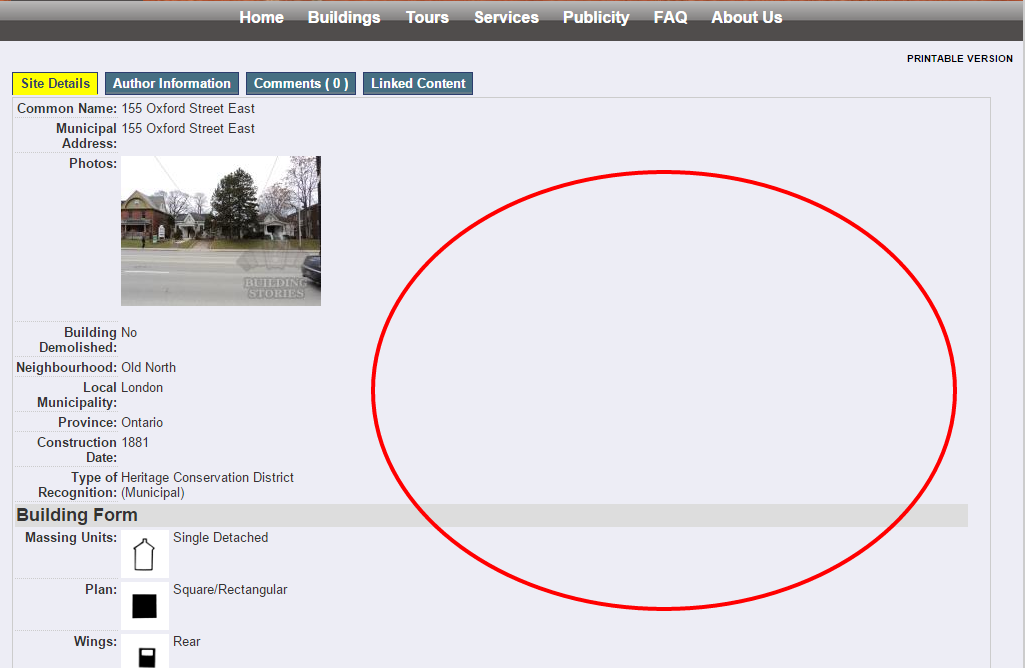 Home Buildings Tours Services Publicity FAQ About Us
PRINTABLE VERSION
Site Details Author Information Comments ( 0 ) Linked Content
Common Name: 155 Oxford Street East
Municipal Address: 155 Oxford Street East
Photos:
BUILDING
STORIES
Building Demolished: No
Neighbourhood: Old North
Local Municipality: London
Province: Ontario
Construction Date: 1881
Type of Recognition: Heritage Conservation District (Municipal)
Building Form
Massing Units: Single Detached
Plan: Square/Rectangular
Wings: Rear